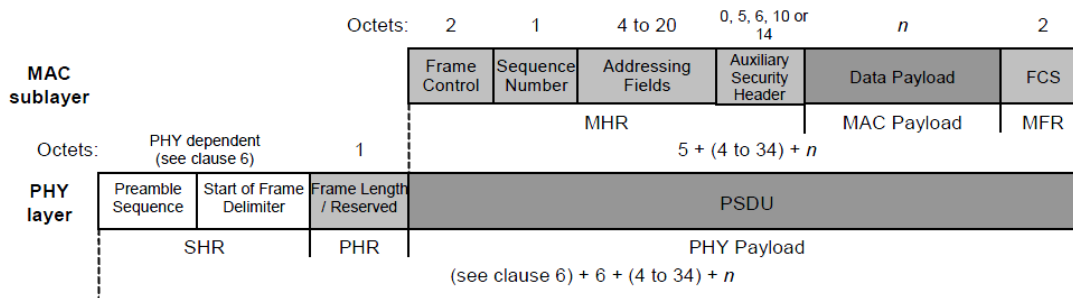 Octets: 2 1 4 to 20 0, 5, 6, 10 or 14 n 2
MAC sublayer
Frame Control
Sequence Number
Addressing Fields
Auxiliary Security Header
Data Payload
FCS
MHR MAC Payload MFR
Octets: PHY dependent (see clause 6) 1 5 + (4 to 34) + n
PHY layer
Preamble Sequence
Start of Frame Delimiter
Frame Length / Reserved
PSDU
SHR PHR PHY Payload
(see clause 6) + 6 + (4 to 34) + n